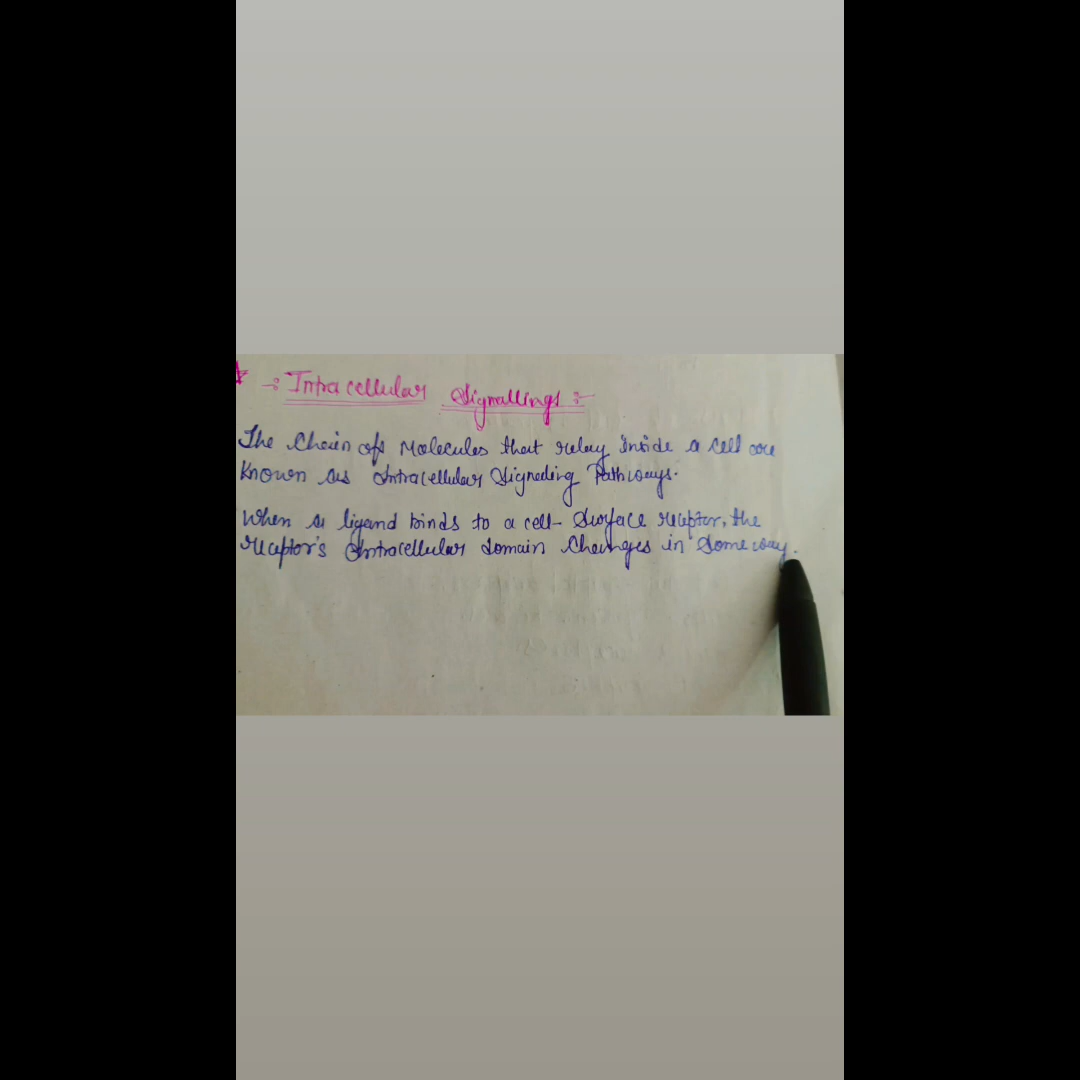 ★ -: Intracellular Signallings :-
The Chain of Molecules that relay inside a cell are
Known as Intracellular Signaling Pathways.
When a ligand binds to a cell- Surface receptor, the
receptor's Intracellular domain Changes in Some way.